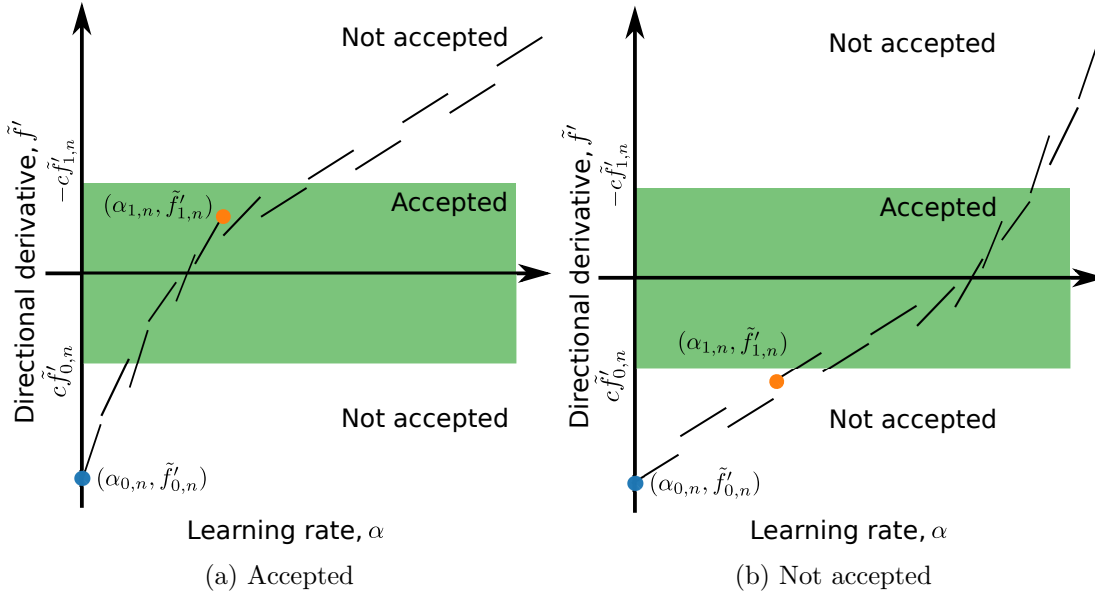 Not accepted
Directional derivative, f̃'
-cf̃'₁,ₙ
cf̃'₀,ₙ
Accepted
(α₁,ₙ, f̃'₁,ₙ)
Not accepted
(α₀,ₙ, f̃'₀,ₙ)
Learning rate, α
(a) Accepted
Not accepted
Directional derivative, f̃'
-cf̃'₁,ₙ
cf̃'₀,ₙ
Accepted
(α₁,ₙ, f̃'₁,ₙ)
Not accepted
(α₀,ₙ, f̃'₀,ₙ)
Learning rate, α
(b) Not accepted